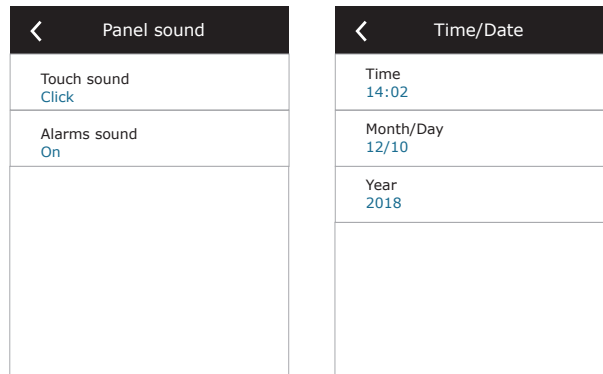 Panel sound
Touch sound
Click
Alarms sound
On
Time/Date
Time
14:02
Month/Day
12/10
Year
2018